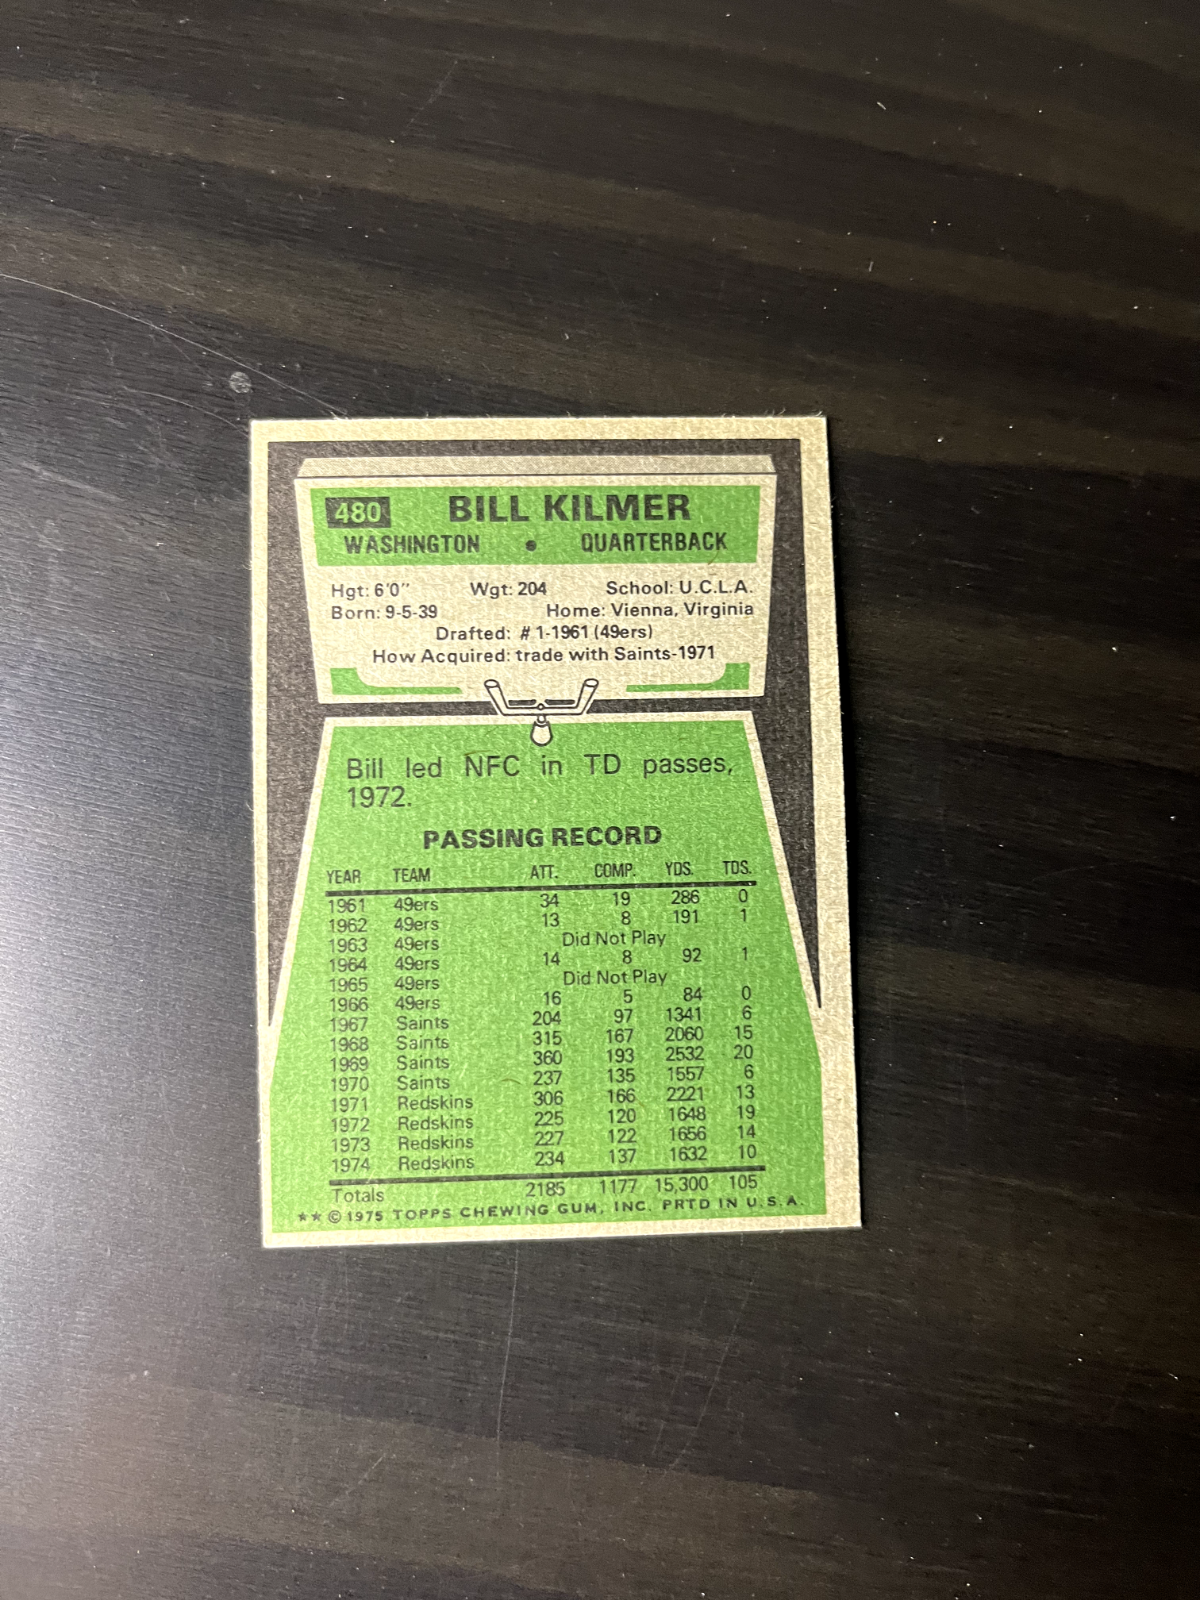 480 BILL KILMER
WASHINGTON • QUARTERBACK
Hgt: 6'0" Wgt: 204 School: U.C.L.A.
Born: 9-5-39 Home: Vienna, Virginia
Drafted: #1-1961 (49ers)
How Acquired: trade with Saints-1971
Bill led NFC in TD passes,
1972.
PASSING RECORD
YEAR TEAM ATT. COMP. YDS. TDS.
1961 49ers 34 19 286 0
1962 49ers 13 8 191 1
1963 49ers Did Not Play
1964 49ers 14 8 92 1
1965 49ers Did Not Play
1966 49ers 16 5 84 0
1967 Saints 204 97 1341 6
1968 Saints 315 167 2060 15
1969 Saints 360 193 2532 20
1970 Saints 237 135 1557 6
1971 Redskins 306 166 2221 13
1972 Redskins 225 120 1648 19
1973 Redskins 227 122 1656 14
1974 Redskins 234 137 1632 10
Totals 2185 1177 15,300 105
★★ © 1975 TOPPS CHEWING GUM, INC. PRTD IN U.S.A.